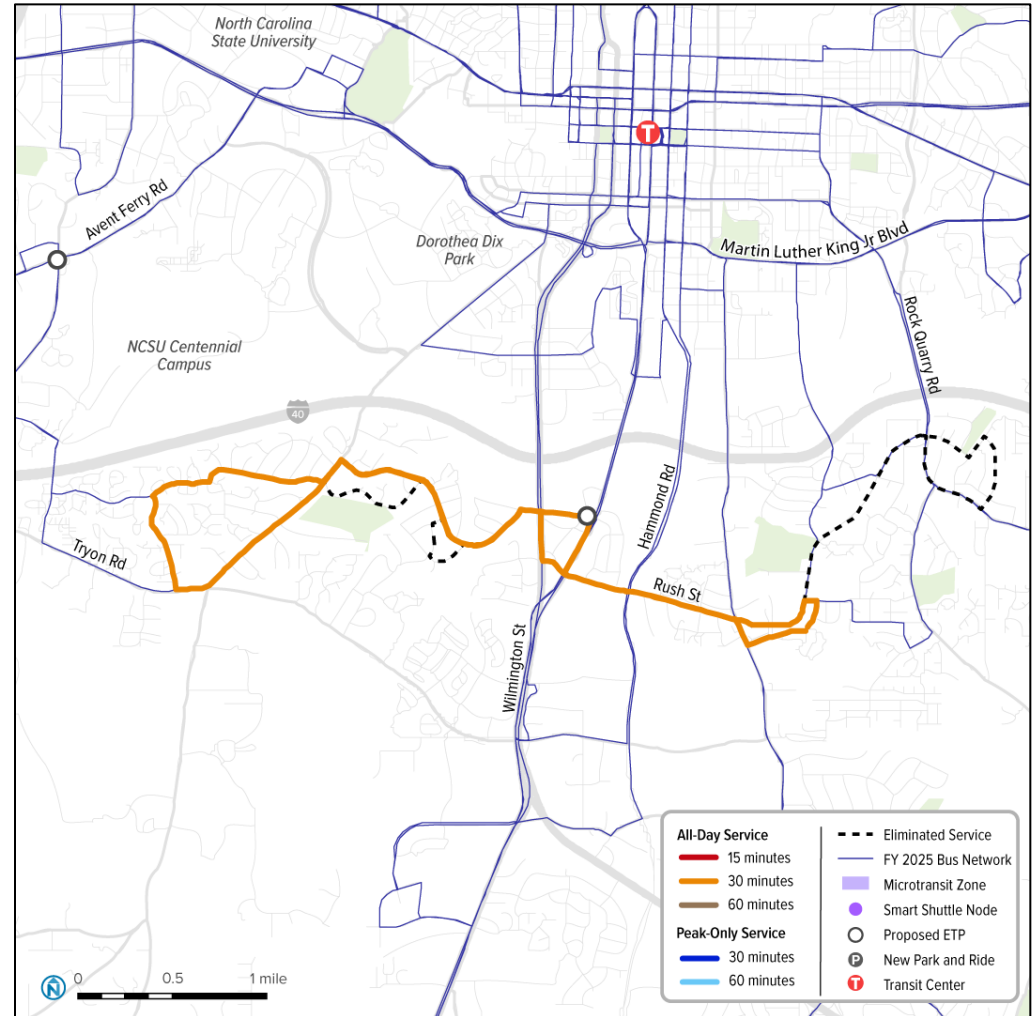 North Carolina
State University
T
Avent Ferry Rd
Dorothea Dix
Park
Martin Luther King Jr Blvd
NCSU Centennial
Campus
Rock Quarry Rd
40
Hammond Rd
Tryon Rd
Rush St
Wilmington St
All-Day Service
15 minutes
30 minutes
60 minutes
Peak-Only Service
30 minutes
60 minutes
Eliminated Service
FY 2025 Bus Network
Microtransit Zone
Smart Shuttle Node
Proposed ETP
P New Park and Ride
T Transit Center
N
0 0.5 1 mile